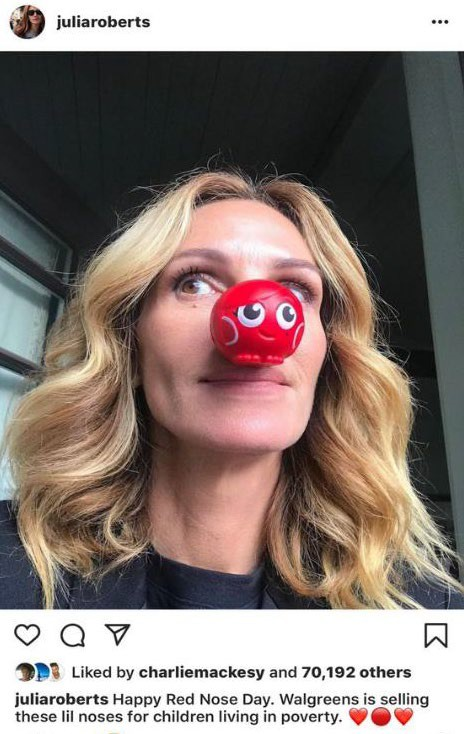 juliaroberts
Liked by charliemackesy and 70,192 others
juliaroberts Happy Red Nose Day. Walgreens is selling
these lil noses for children living in poverty. ❤️🔴❤️